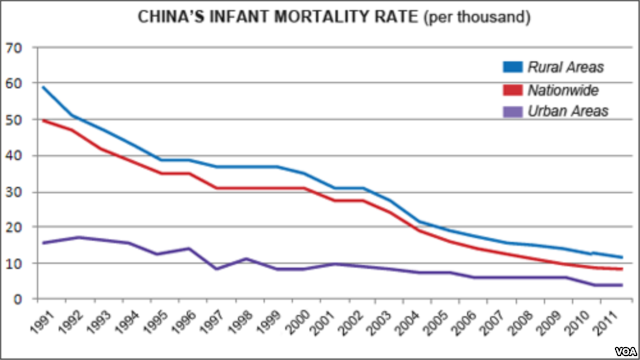 CHINA'S INFANT MORTALITY RATE (per thousand)
70
60
50
40
30
20
10
0
Rural Areas
Nationwide
Urban Areas
1991 1992 1993 1994 1995 1996 1997 1998 1999 2000 2001 2002 2003 2004 2005 2006 2007 2008 2009 2010 2011
VOA